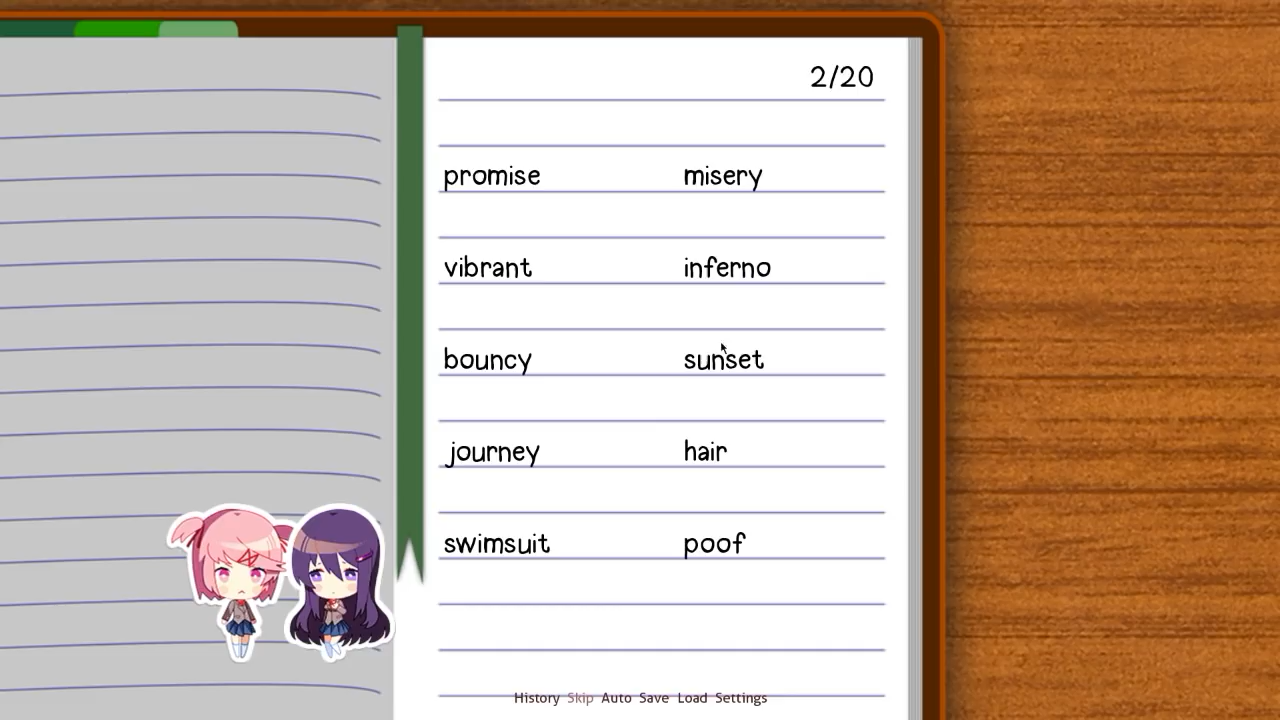 2/20
promise misery
vibrant inferno
bouncy sunset
journey hair
swimsuit poof
History Skip Auto Save Load Settings